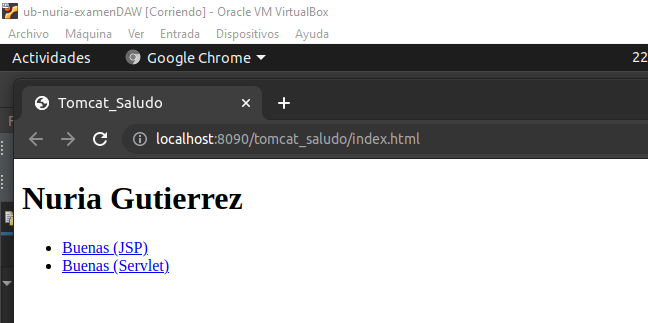 ub-nuria-examenDAW [Corriendo] - Oracle VM VirtualBox
Archivo Máquina Ver Entrada Dispositivos Ayuda
Actividades Google Chrome 22
Tomcat_Saludo
localhost:8090/tomcat_saludo/index.html
Nuria Gutierrez
Buenas (JSP)
Buenas (Servlet)